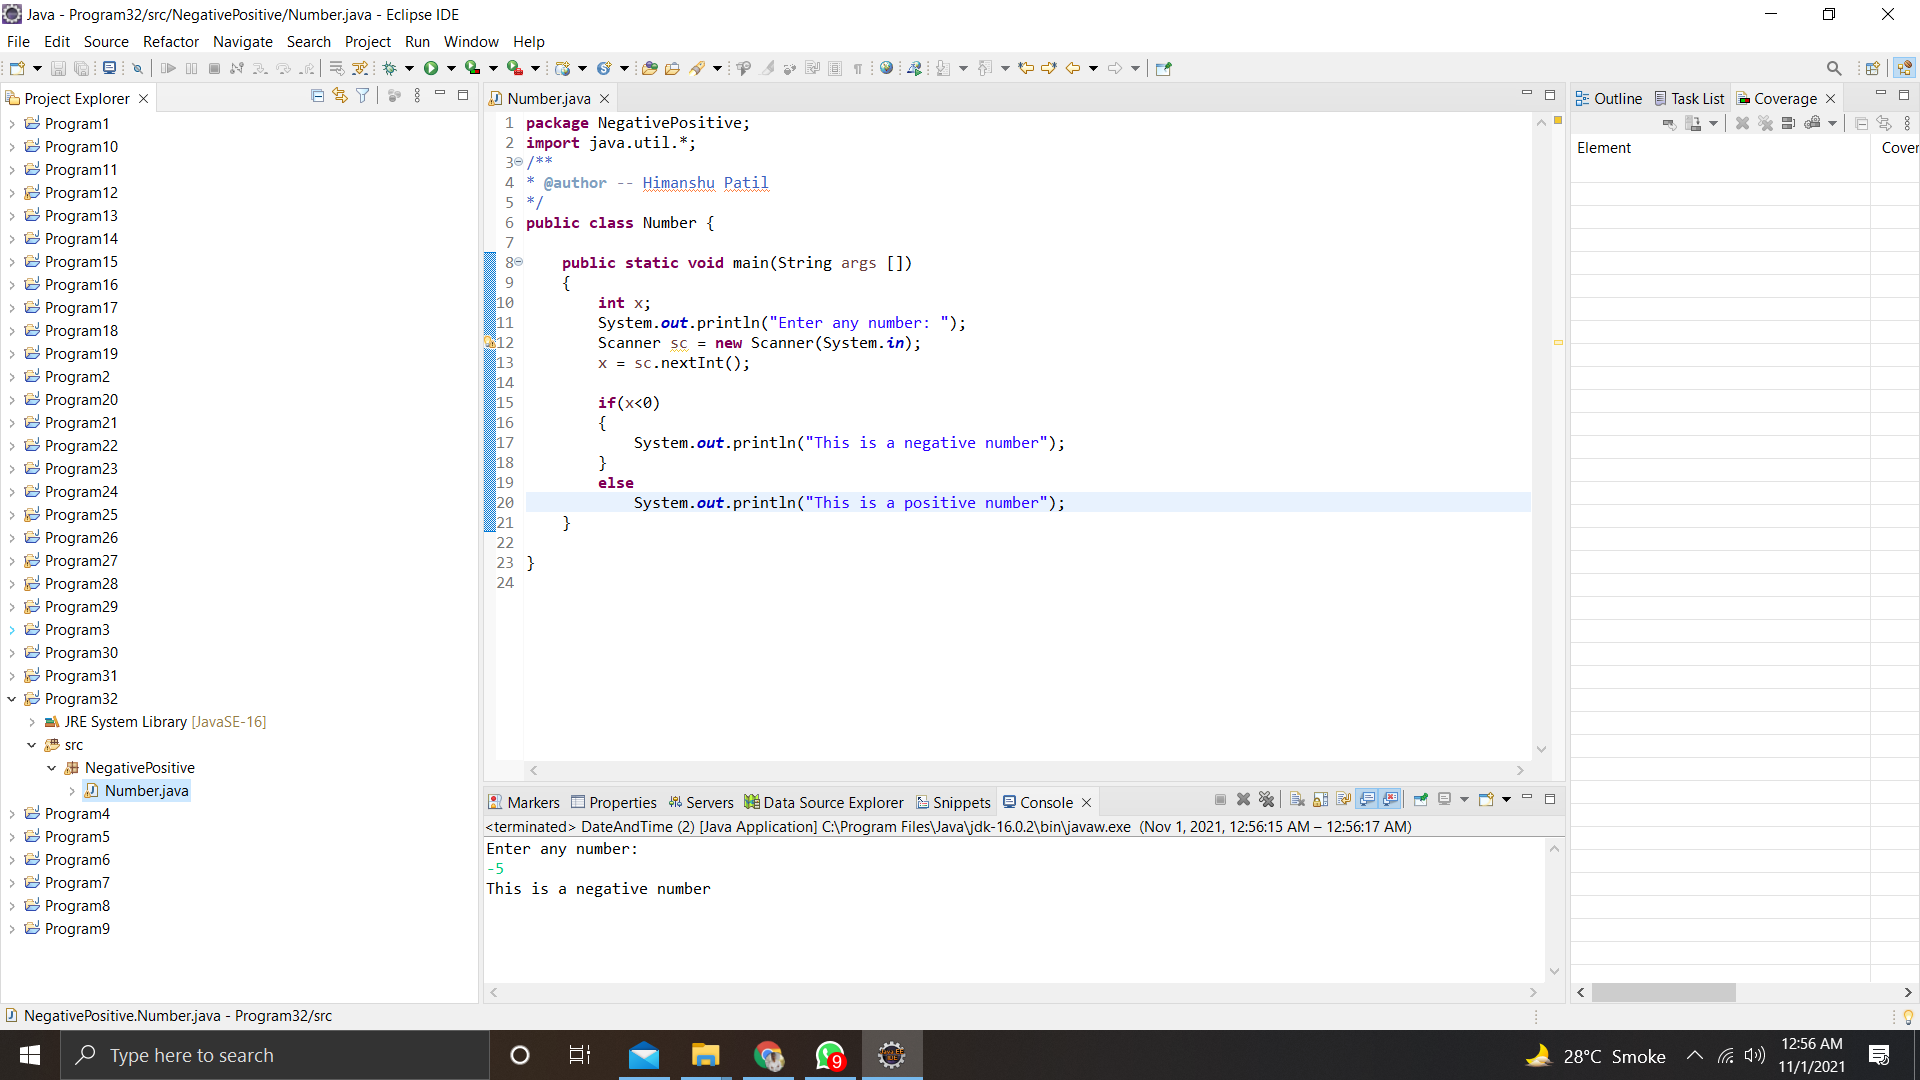 Java - Program32/src/NegativePositive/Number.java - Eclipse IDE
File Edit Source Refactor Navigate Search Project Run Window Help
Project Explorer
Program1
Program10
Program11
Program12
Program13
Program14
Program15
Program16
Program17
Program18
Program19
Program2
Program20
Program21
Program22
Program23
Program24
Program25
Program26
Program27
Program28
Program29
Program3
Program30
Program31
Program32
JRE System Library [JavaSE-16]
src
NegativePositive
Number.java
Program4
Program5
Program6
Program7
Program8
Program9
Number.java
1 package NegativePositive;
2 import java.util.*;
3 /**
4 * @author -- Himanshu Patil
5 */
6 public class Number {
7
8 public static void main(String args [])
9 {
10 int x;
11 System.out.println("Enter any number: ");
12 Scanner sc = new Scanner(System.in);
13 x = sc.nextInt();
14
15 if(x<0)
16 {
17 System.out.println("This is a negative number");
18 }
19 else
20 System.out.println("This is a positive number");
21 }
22
23 }
24
Outline Task List Coverage
Element Cover
Markers Properties Servers Data Source Explorer Snippets Console
<terminated> DateAndTime (2) [Java Application] C:\Program Files\Java\jdk-16.0.2\bin\javaw.exe (Nov 1, 2021, 12:56:15 AM – 12:56:17 AM)
Enter any number:
-5
This is a negative number
NegativePositive.Number.java - Program32/src
Type here to search
9
28°C Smoke
12:56 AM
11/1/2021